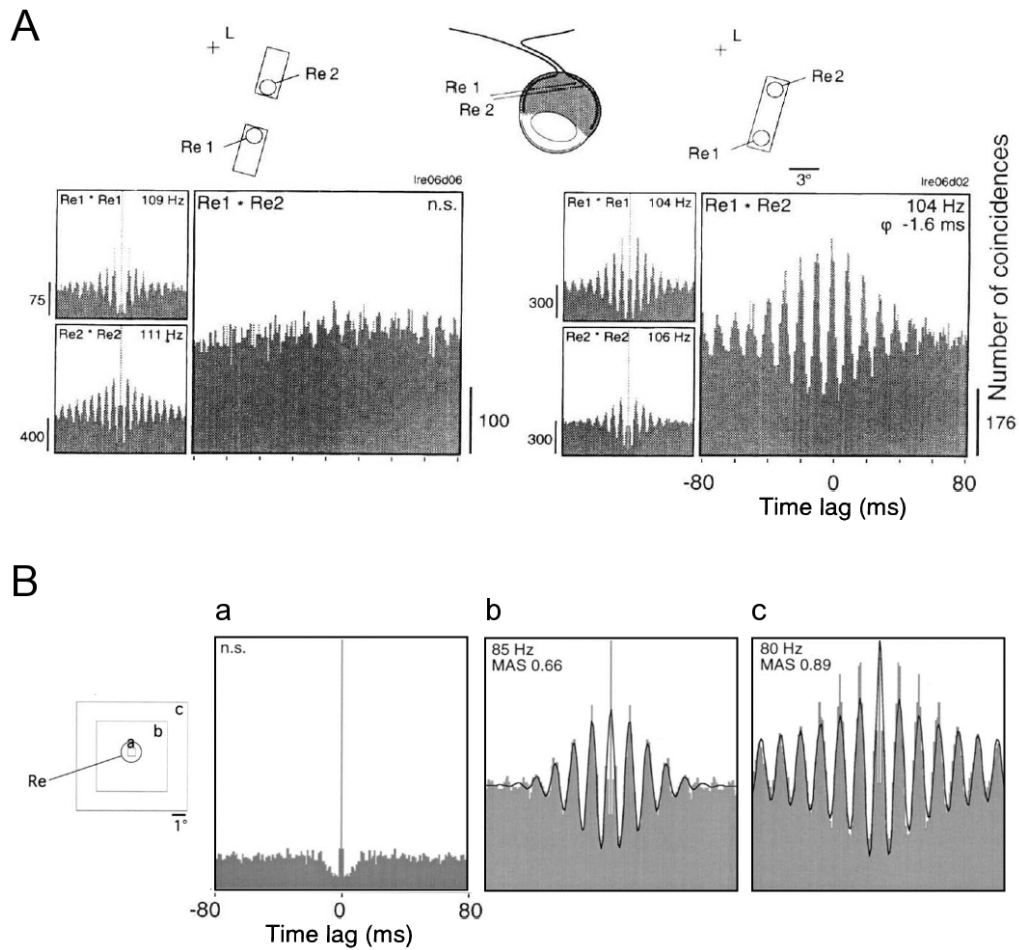 A
L
Re 2
Re 1
lre06d06
Re 1
Re 2
L
Re 2
Re1
3°
lre06d02
Re1 * Re1 109 Hz
75
Re2 * Re2 111 Hz
400
Re1 * Re2 n.s.
100
Re1 * Re1 104 Hz
300
Re2 * Re2 106 Hz
300
Re1 * Re2 104 Hz
φ -1.6 ms
Number of coincidences
176
-80 0 80
Time lag (ms)
B
c
b
a
Re
1°
a
n.s.
-80 0 80
Time lag (ms)
b
85 Hz
MAS 0.66
c
80 Hz
MAS 0.89